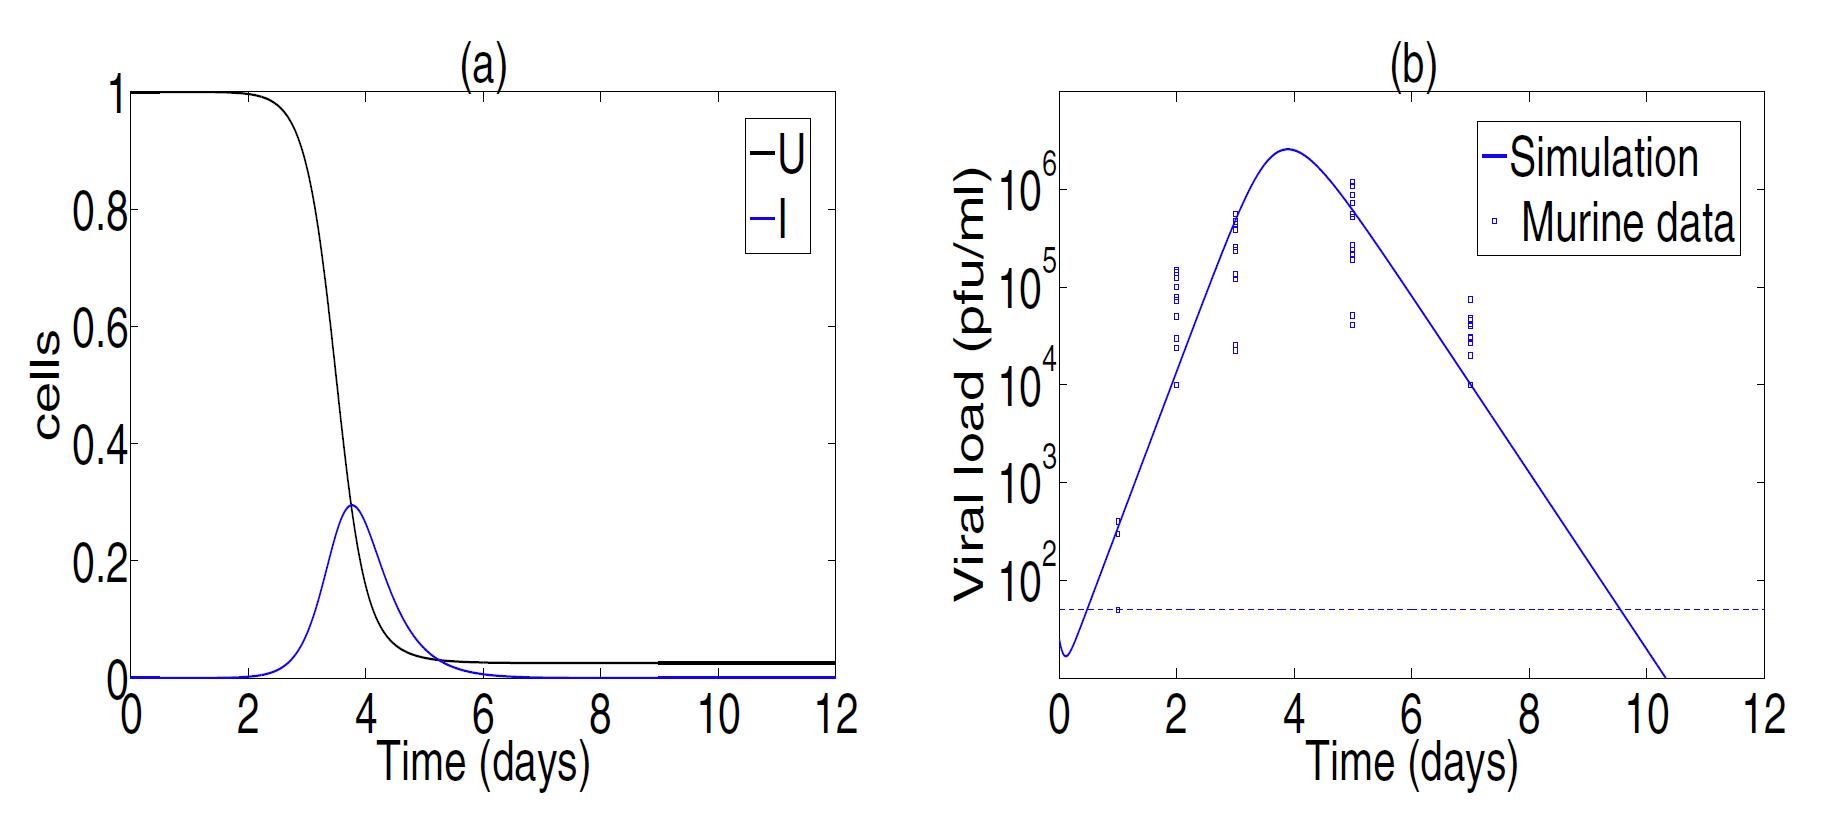 (a)
1
0.8
0.6
0.4
0.2
0
cells
0 2 4 6 8 10 12
Time (days)
U
I
(b)
10^6
10^5
10^4
10^3
10^2
Viral load (pfu/ml)
0 2 4 6 8 10 12
Time (days)
Simulation
Murine data